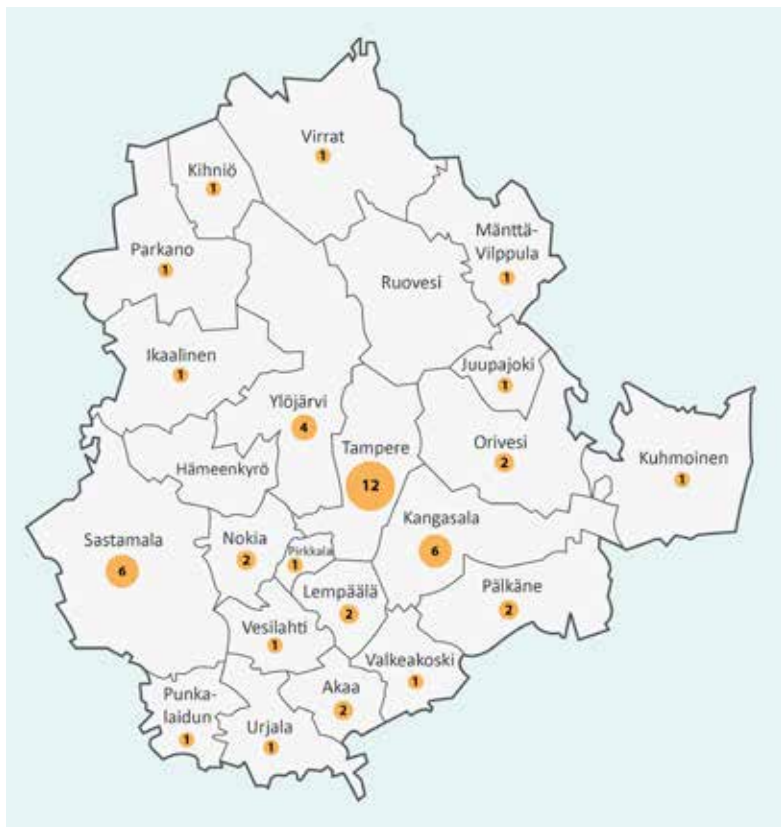 Virrat
1
Kihniö
1
Mänttä-
Vilppula
1
Parkano
1
Ruovesi
Ikaalinen
1
Juupajoki
1
Ylöjärvi
4
Tampere
12
Orivesi
2
Kuhmoinen
1
Hämeenkyrö
Kangasala
6
Sastamala
6
Nokia
2
Pirkkala
1
Lempäälä
2
Pälkäne
2
Vesilahti
1
Valkeakoski
1
Akaa
2
Punka-
laidun
1
Urjala
1